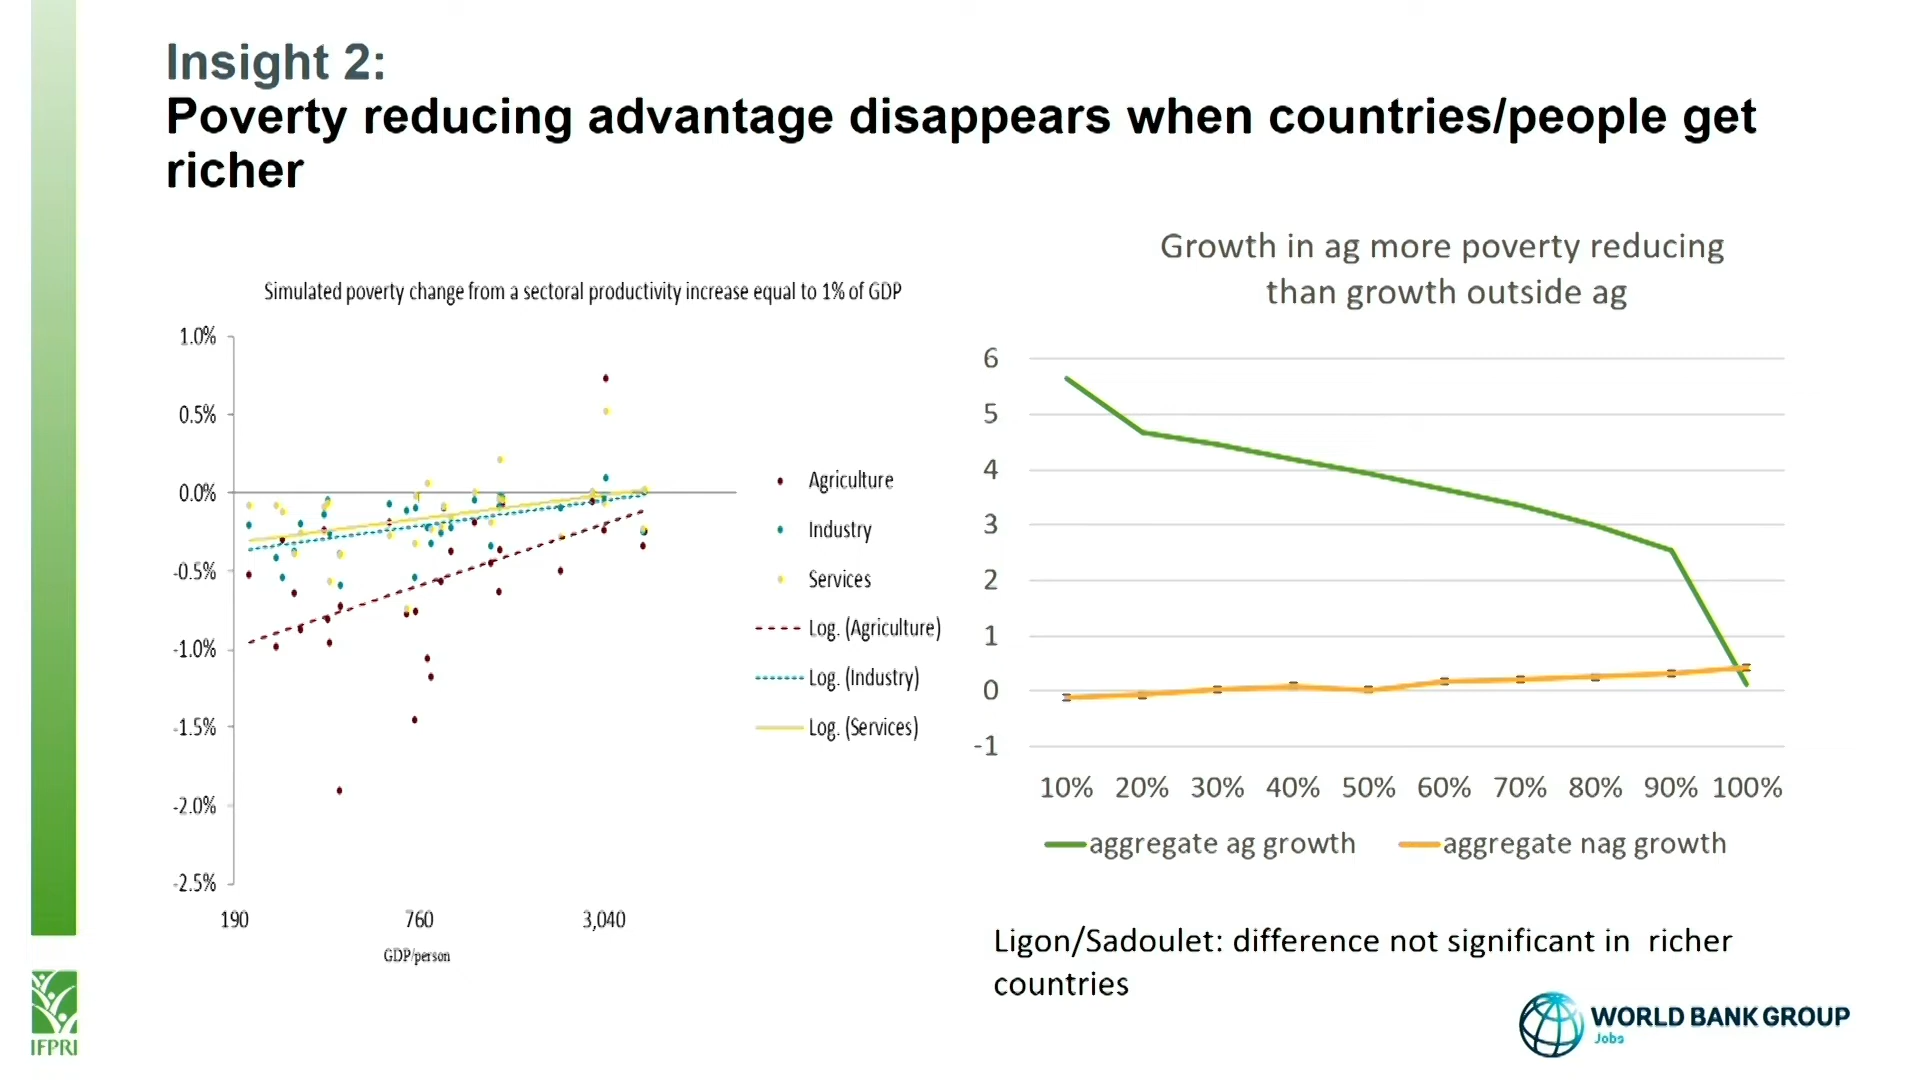 Insight 2:
Poverty reducing advantage disappears when countries/people get
richer
Simulated poverty change from a sectoral productivity increase equal to 1% of GDP
1.0%
0.5%
0.0%
-0.5%
-1.0%
-1.5%
-2.0%
-2.5%
190 760 3,040
GDP/person
Agriculture
Industry
Services
Log. (Agriculture)
Log. (Industry)
Log. (Services)
Growth in ag more poverty reducing
than growth outside ag
6
5
4
3
2
1
0
-1
10% 20% 30% 40% 50% 60% 70% 80% 90% 100%
aggregate ag growth aggregate nag growth
Ligon/Sadoulet: difference not significant in richer
countries
IFPRI
WORLD BANK GROUP
Jobs